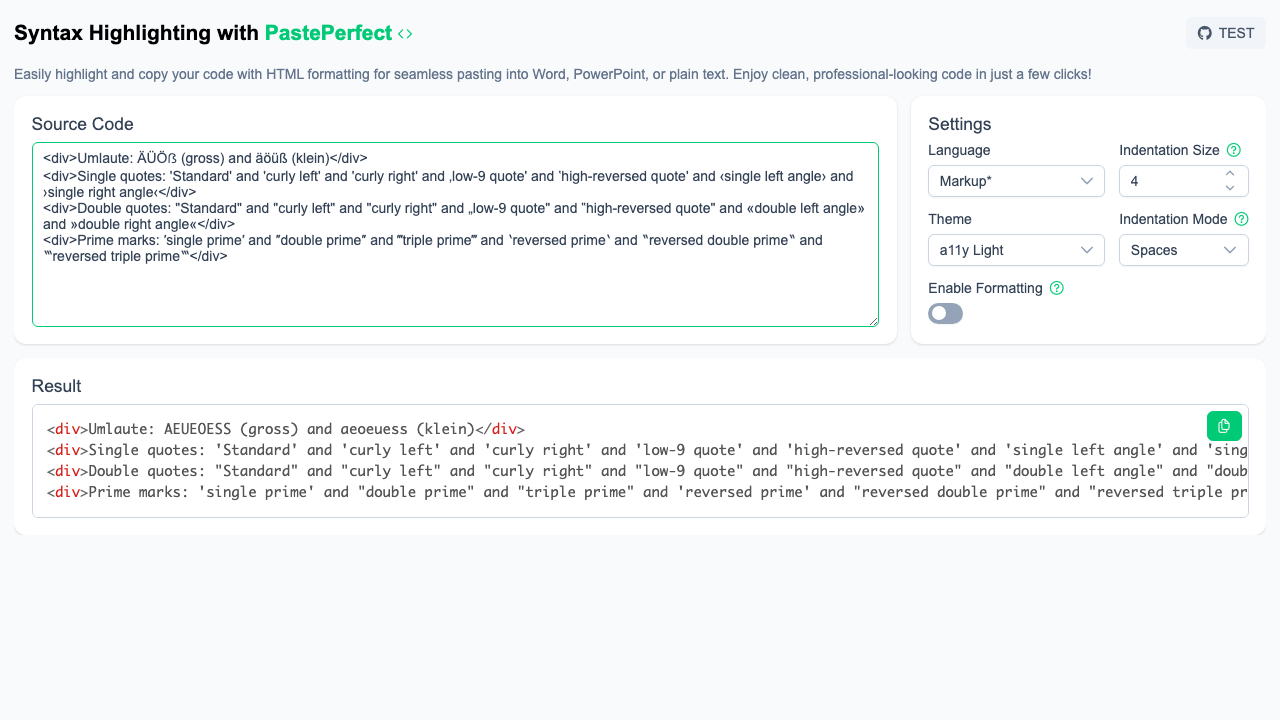 Syntax Highlighting with PastePerfect <>
TEST
Easily highlight and copy your code with HTML formatting for seamless pasting into Word, PowerPoint, or plain text. Enjoy clean, professional-looking code in just a few clicks!
Source Code
<div>Umlaute: ÄÜÖß (gross) and äöüß (klein)</div>
<div>Single quotes: 'Standard' and 'curly left' and 'curly right' and ‚low-9 quote' and ‛high-reversed quote' and ‹single left angle› and
›single right angle‹</div>
<div>Double quotes: "Standard" and "curly left" and "curly right" and „low-9 quote" and ‟high-reversed quote" and «double left angle»
and »double right angle«</div>
<div>Prime marks: ′single prime′ and ″double prime″ and ‴triple prime‴ and ‵reversed prime‵ and ‶reversed double prime‶ and
‷reversed triple prime‷</div>
Settings
Language
Indentation Size
Markup*
4
Theme
Indentation Mode
a11y Light
Spaces
Enable Formatting
Result
<div>Umlaute: AEUEOESS (gross) and aeoeuess (klein)</div>
<div>Single quotes: 'Standard' and 'curly left' and 'curly right' and 'low-9 quote' and 'high-reversed quote' and 'single left angle' and 'sing
<div>Double quotes: "Standard" and "curly left" and "curly right" and "low-9 quote" and "high-reversed quote" and "double left angle" and "doub
<div>Prime marks: 'single prime' and "double prime" and "triple prime" and 'reversed prime' and "reversed double prime" and "reversed triple pr